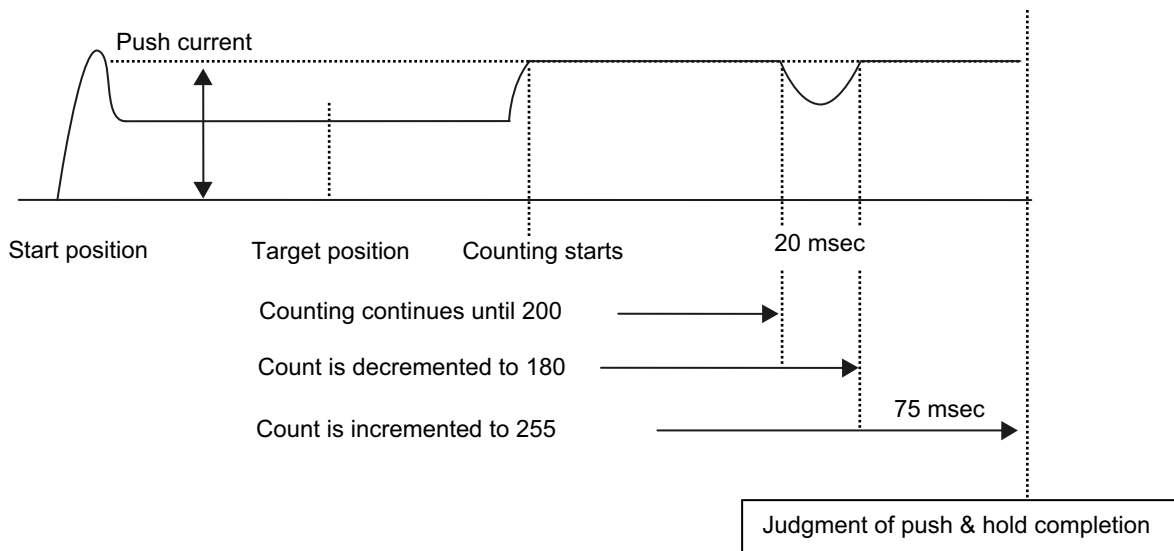 Push current
Start position
Target position
Counting starts
20 msec
Counting continues until 200
Count is decremented to 180
75 msec
Count is incremented to 255
Judgment of push & hold completion